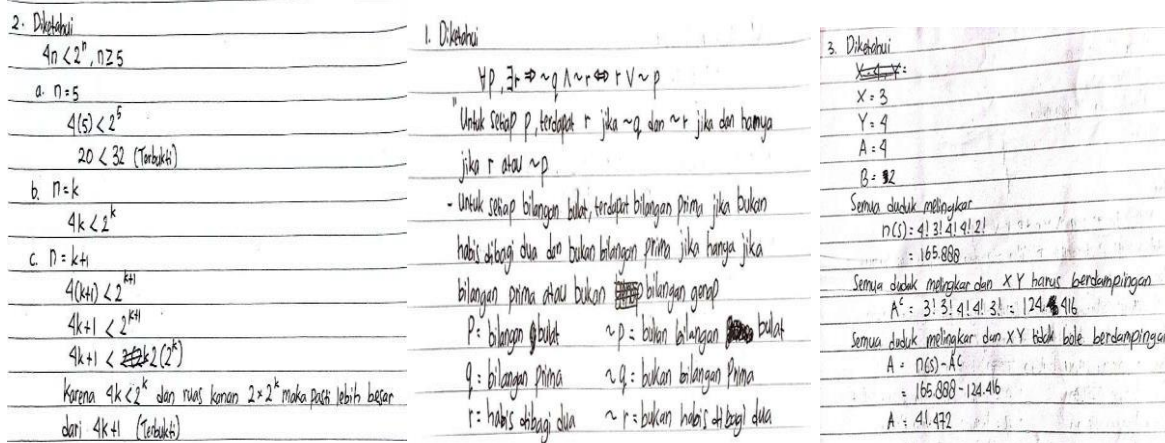 2. Diketahui
4n < 2ⁿ, n ≥ 5
a. n = 5
4(5) < 2⁵
20 < 32 (Terbukti)
b. n = k
4k < 2ᵏ
c. n = k+1
4(k+1) < 2ᵏ⁺¹
4k+1 < 2ᵏ⁺¹
4k+1 < 2(2ᵏ)
Karena 4k < 2ᵏ dan ruas kanan 2×2ᵏ maka pasti lebih besar
dari 4k+1 (Terbukti)
1. Diketahui
∀p, ∃r ⇒ ~q ∧ ~r ⇔ r ∨ ~p
"Untuk setiap p, terdapat r jika ~q dan ~r jika dan hanya
jika r atau ~p
- Untuk setiap bilangan bulat, terdapat bilangan prima jika bukan
habis dibagi dua dan bukan bilangan prima jika hanya jika
bilangan prima atau bukan bilangan genap
P = bilangan bulat ~p = bukan bilangan bulat
q = bilangan Prima ~q = bukan bilangan Prima
r = habis dibagi dua ~r = bukan habis dibagi dua
3. Diketahui
X = 3
Y = 4
A = 4
B = 2
Semua duduk melingkar
n(s) = 4! 3! 4! 4! 2!
= 165.888
Semua duduk melingkar dan X Y harus berdampingan
Aᶜ = 3! 3! 4! 4! 3! = 124.416
Semua duduk melingkar dan X Y tidak bole berdampingan
A = n(s) - Aᶜ
= 165.888 - 124.416
A = 41.472